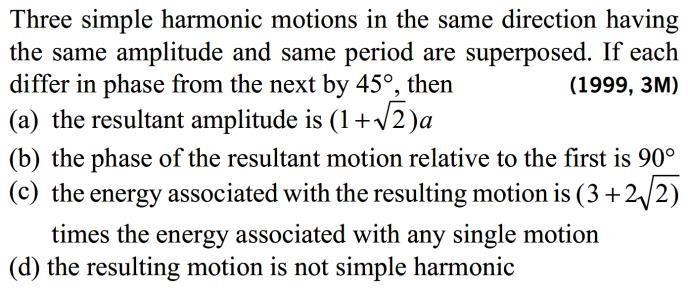 Three simple harmonic motions in the same direction having
the same amplitude and same period are superposed. If each
differ in phase from the next by 45°, then (1999, 3M)
(a) the resultant amplitude is (1+√2)a
(b) the phase of the resultant motion relative to the first is 90°
(c) the energy associated with the resulting motion is (3+2√2)
times the energy associated with any single motion
(d) the resulting motion is not simple harmonic